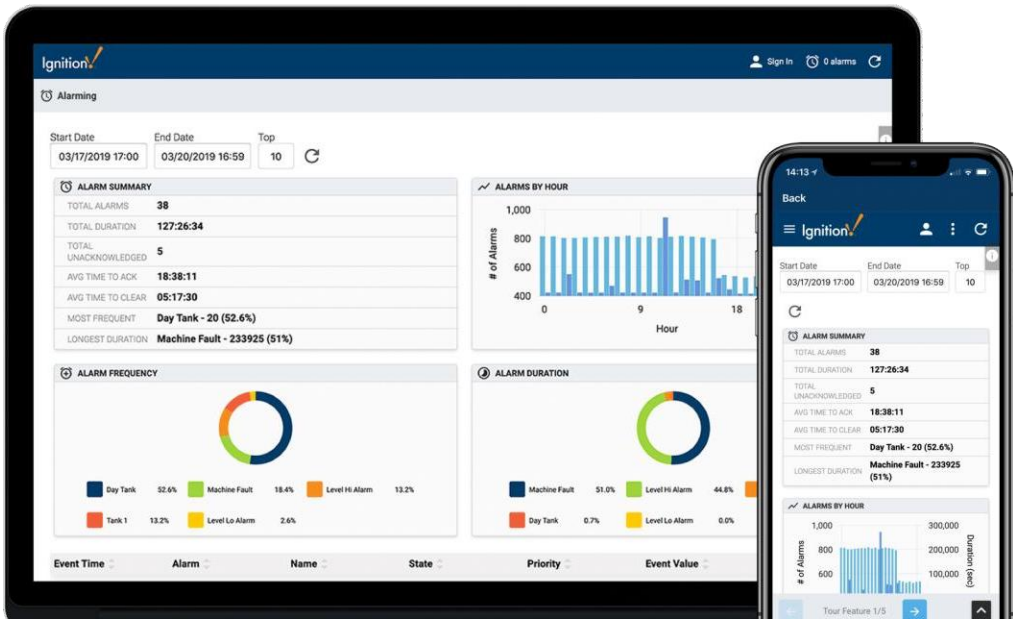 Ignition!
Sign In 0 alarms
Alarming
Start Date End Date Top
03/17/2019 17:00 03/20/2019 16:59 10
ALARM SUMMARY
TOTAL ALARMS 38
TOTAL DURATION 127:26:34
TOTAL UNACKNOWLEDGED 5
AVG TIME TO ACK 18:38:11
AVG TIME TO CLEAR 05:17:30
MOST FREQUENT Day Tank - 20 (52.6%)
LONGEST DURATION Machine Fault - 233925 (51%)
ALARMS BY HOUR
# of Alarms
1,000
800
600
400
0 9 18
Hour
ALARM FREQUENCY
Day Tank 52.6% Machine Fault 18.4% Level Hi Alarm 13.2%
Tank 1 13.2% Level Lo Alarm 2.6%
ALARM DURATION
Machine Fault 51.0% Level Hi Alarm 44.8%
Day Tank 0.7% Level Lo Alarm 0.0%
Event Time Alarm Name State Priority Event Value
14:13
Back
Ignition!
Start Date End Date Top
03/17/2019 17:00 03/20/2019 16:59 10
ALARM SUMMARY
TOTAL ALARMS 38
TOTAL DURATION 127:26:34
TOTAL
UNACKNOWLEDGED 5
AVG TIME TO ACK 18:38:11
AVG TIME TO CLEAR 05:17:30
MOST FREQUENT Day Tank - 20 (52.6%)
LONGEST DURATION Machine Fault - 233925
(51%)
ALARMS BY HOUR
# of Alarms
1,000 300,000
800 200,000
600 100,000
Duration (sec)
Tour Feature 1/5